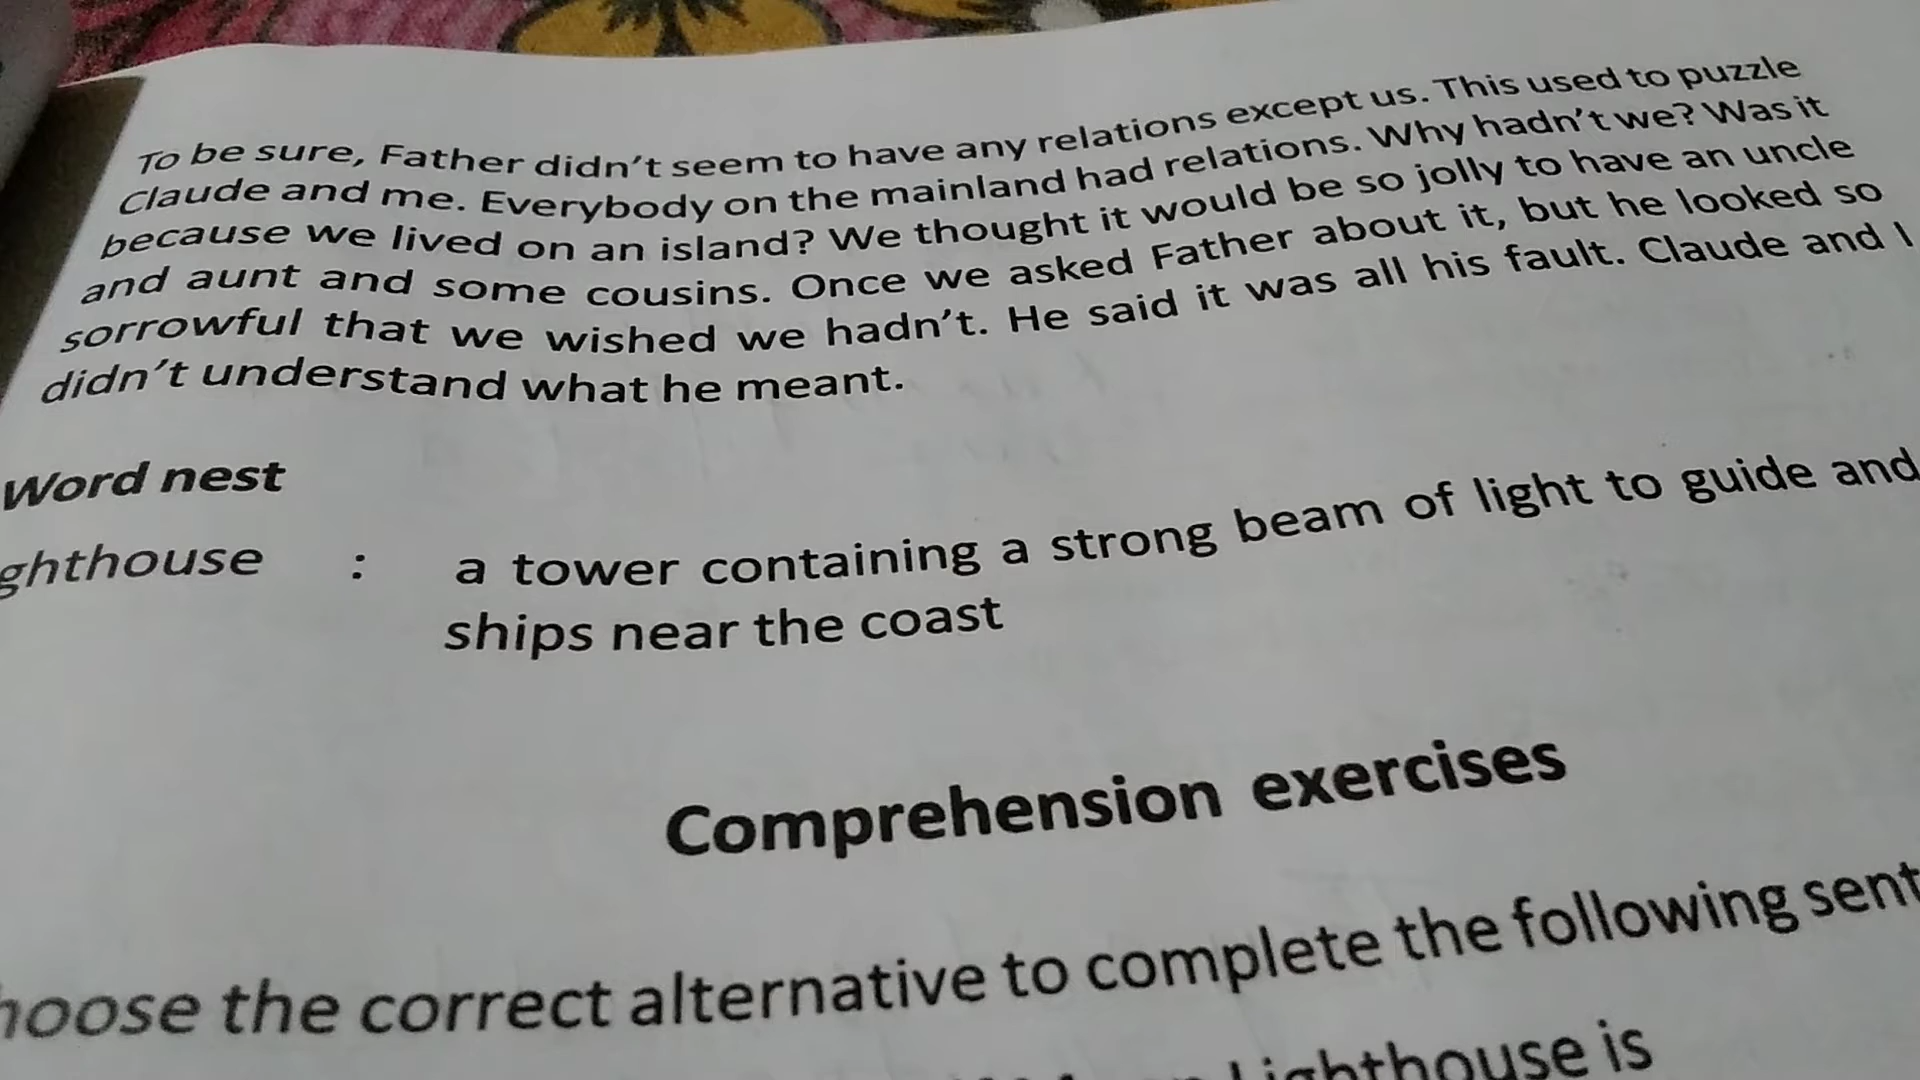 To be sure, Father didn't seem to have any relations except us. This used to puzzle
Claude and me. Everybody on the mainland had relations. Why hadn't we? Was it
because we lived on an island? We thought it would be so jolly to have an uncle
and aunt and some cousins. Once we asked Father about it, but he looked so
sorrowful that we wished we hadn't. He said it was all his fault. Claude and I
didn't understand what he meant.
Word nest
ghthouse : a tower containing a strong beam of light to guide and
ships near the coast
Comprehension exercises
hoose the correct alternative to complete the following sent
Lighthouse is